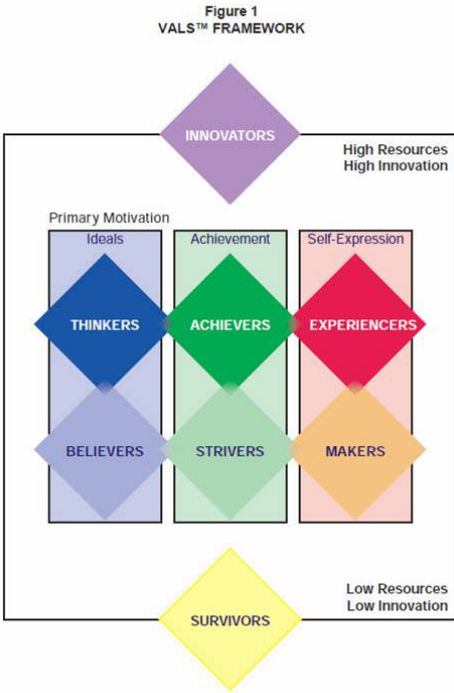 Figure 1
VALS™ FRAMEWORK
INNOVATORS
High Resources
High Innovation
Primary Motivation
Ideals
Achievement
Self-Expression
THINKERS
ACHIEVERS
EXPERIENCERS
BELIEVERS
STRIVERS
MAKERS
Low Resources
Low Innovation
SURVIVORS